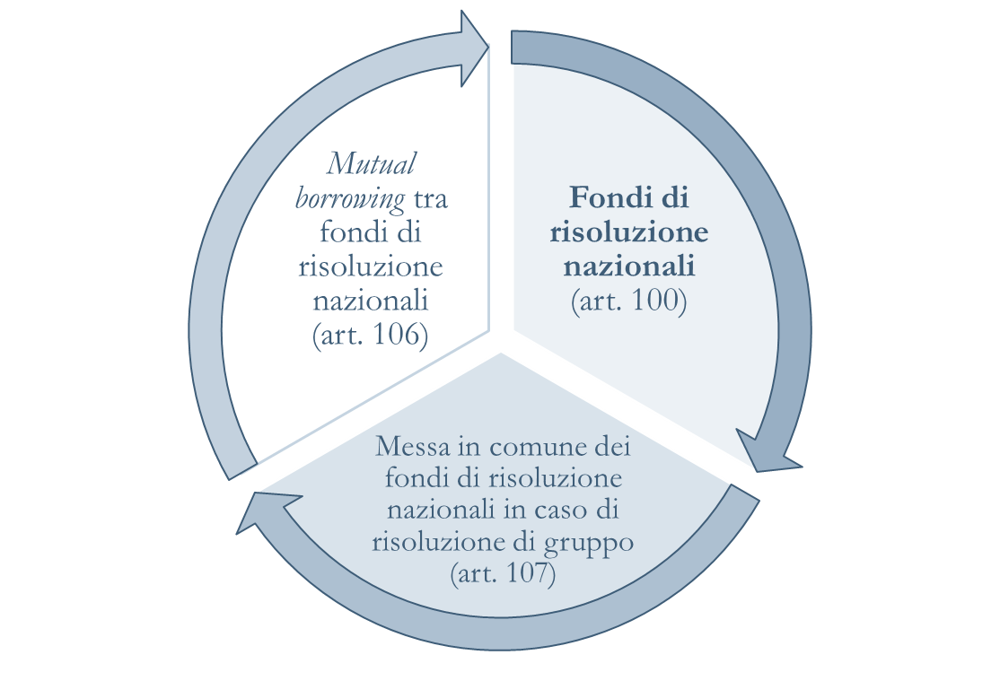 Mutual
borrowing tra
fondi di
risoluzione
nazionali
(art. 106)
Fondi di
risoluzione
nazionali
(art. 100)
Messa in comune dei
fondi di risoluzione
nazionali in caso di
risoluzione di gruppo
(art. 107)